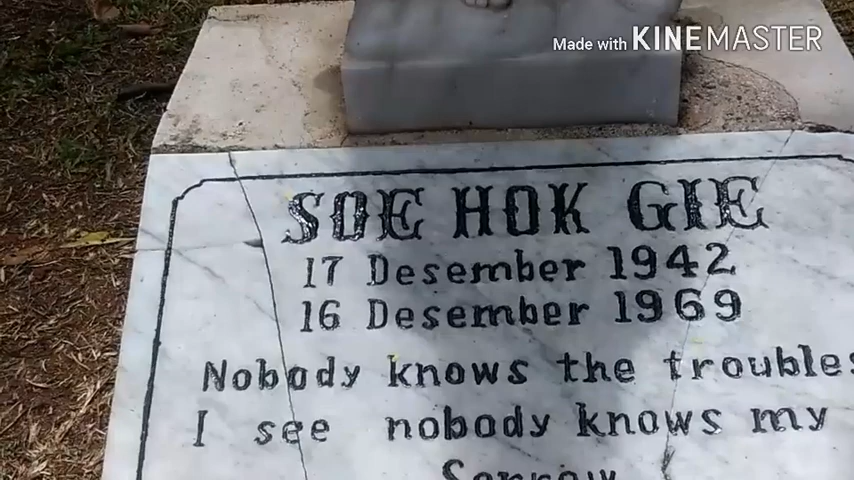 Made with KINEMASTER
SOE HOK GIE
17 Desember 1942
16 Desember 1969
Nobody knows the troubles
I see nobody knows my
Sorrow